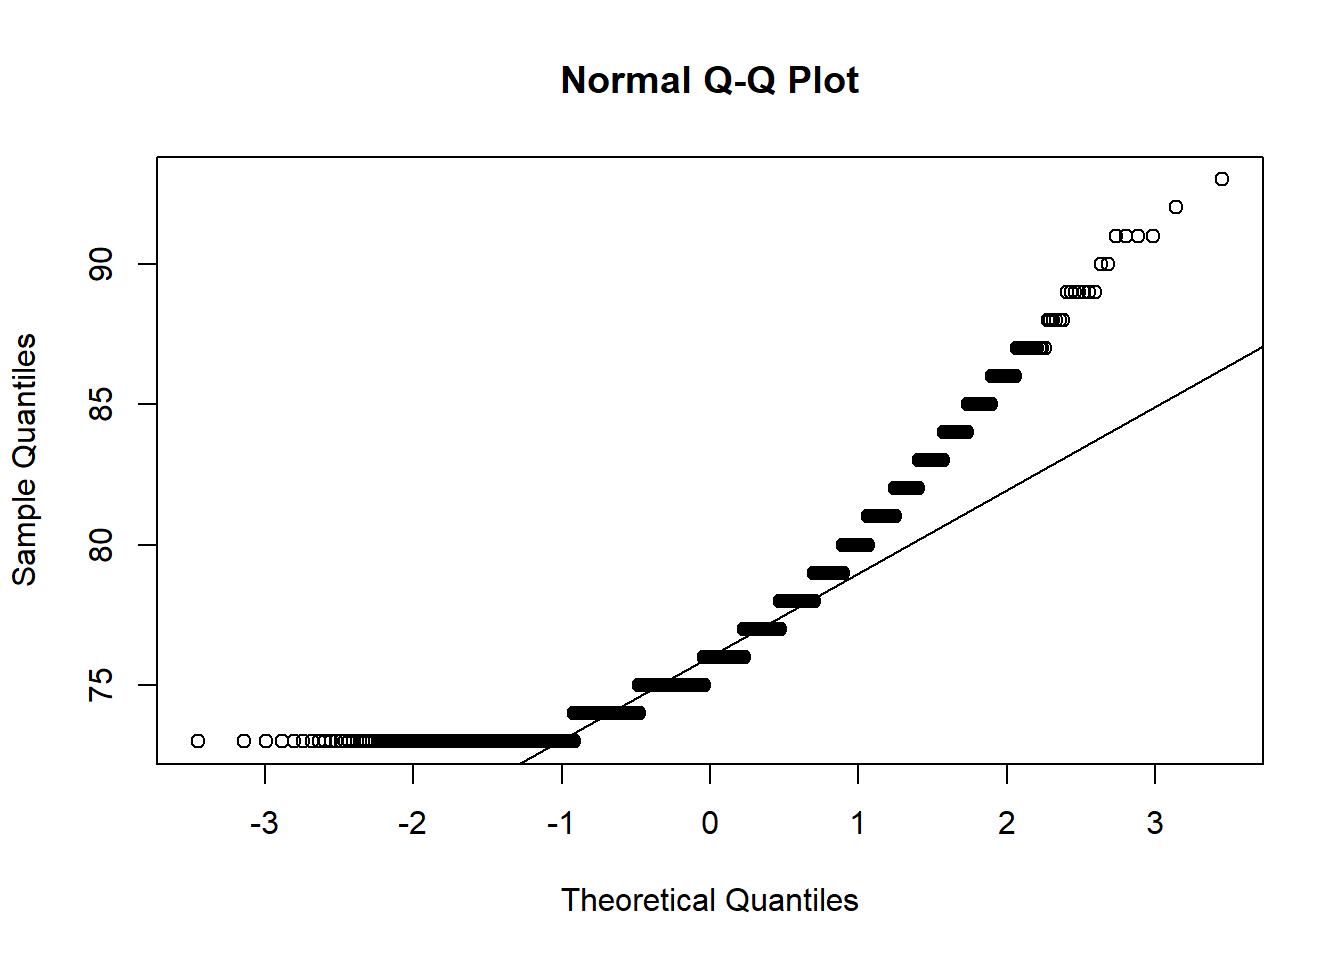 Normal Q-Q Plot
Sample Quantiles
90
85
80
75
-3 -2 -1 0 1 2 3
Theoretical Quantiles